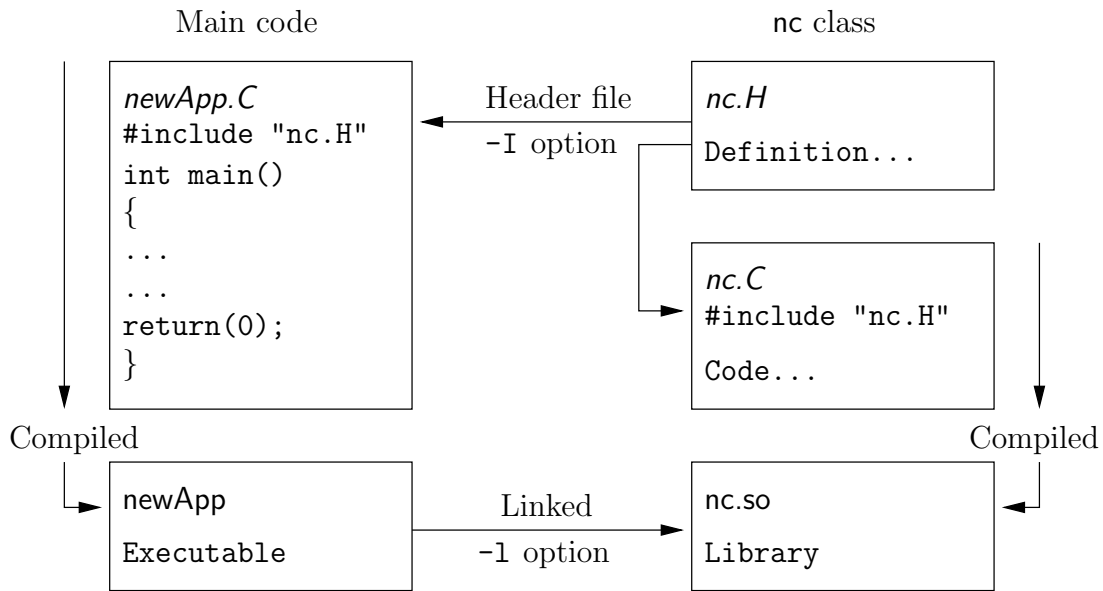 Main code
nc class
newApp.C
#include "nc.H"
int main()
{
...
...
return(0);
}
Header file
-I option
nc.H
Definition...
nc.C
#include "nc.H"
Code...
Compiled
Compiled
newApp
Executable
Linked
-l option
nc.so
Library